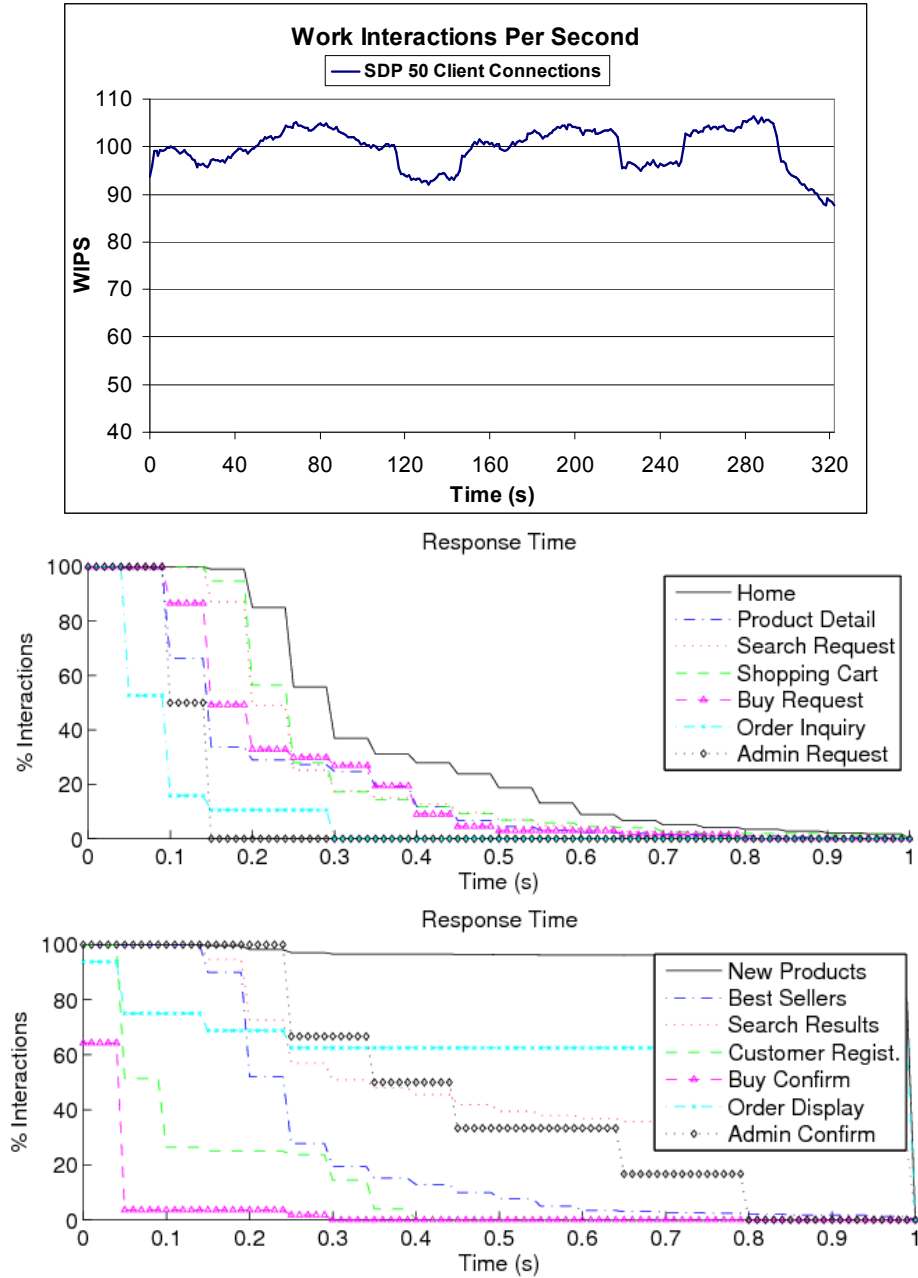 Work Interactions Per Second
SDP 50 Client Connections
110
100
90
80
70
60
50
40
WIPS
0 40 80 120 160 200 240 280 320
Time (s)
Response Time
100
80
60
40
20
0
% Interactions
Home
Product Detail
Search Request
Shopping Cart
Buy Request
Order Inquiry
Admin Request
0 0.1 0.2 0.3 0.4 0.5 0.6 0.7 0.8 0.9 1
Time (s)
Response Time
100
80
60
40
20
0
% Interactions
New Products
Best Sellers
Search Results
Customer Regist.
Buy Confirm
Order Display
Admin Confirm
0 0.1 0.2 0.3 0.4 0.5 0.6 0.7 0.8 0.9 1
Time (s)